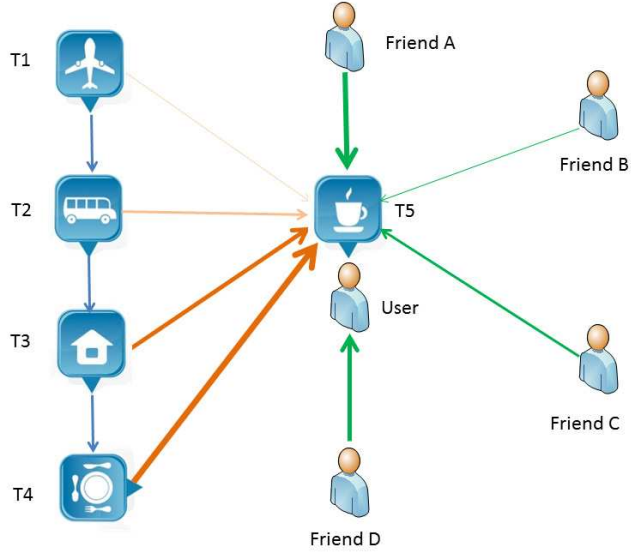 T1
Friend A
Friend B
T2
T5
User
T3
Friend C
T4
Friend D